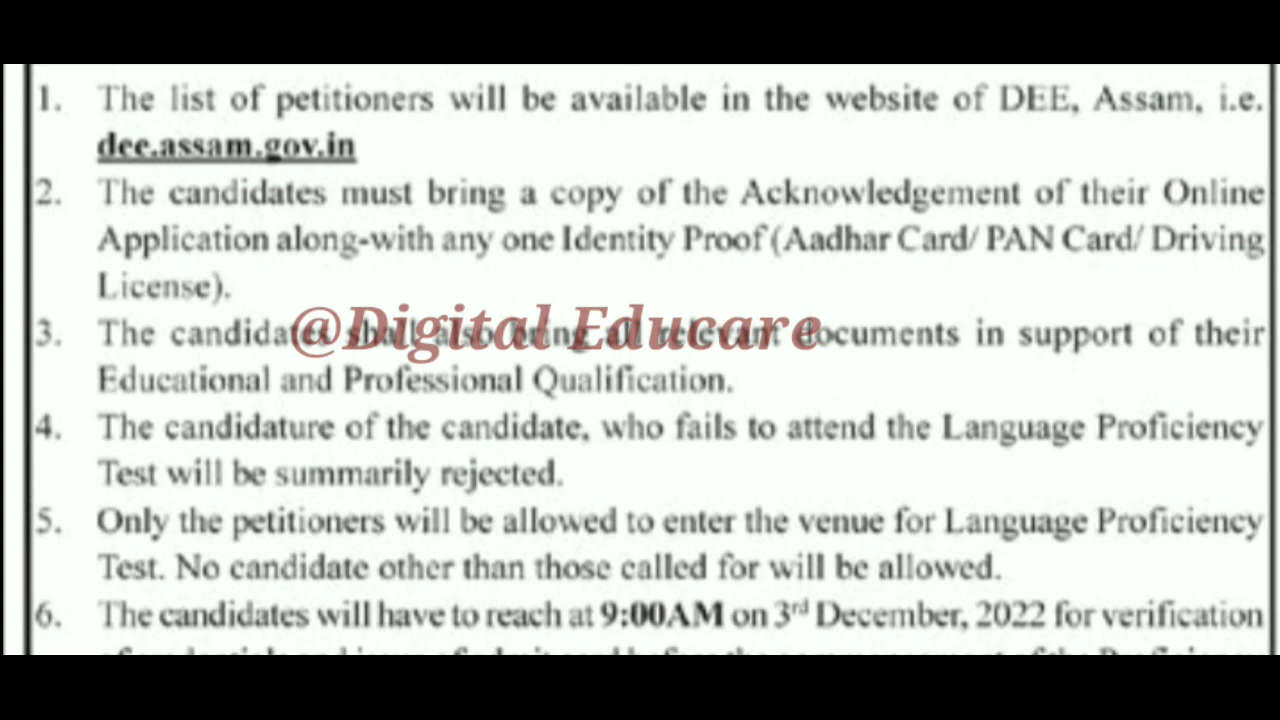 1. The list of petitioners will be available in the website of DEE, Assam, i.e.
dee.assam.gov.in
2. The candidates must bring a copy of the Acknowledgement of their Online
Application along-with any one Identity Proof (Aadhar Card/ PAN Card/ Driving
License).
@Digital Educare
3. The candidates shall also bring all relevant documents in support of their
Educational and Professional Qualification.
4. The candidature of the candidate, who fails to attend the Language Proficiency
Test will be summarily rejected.
5. Only the petitioners will be allowed to enter the venue for Language Proficiency
Test. No candidate other than those called for will be allowed.
6. The candidates will have to reach at 9:00AM on 3rd December, 2022 for verification